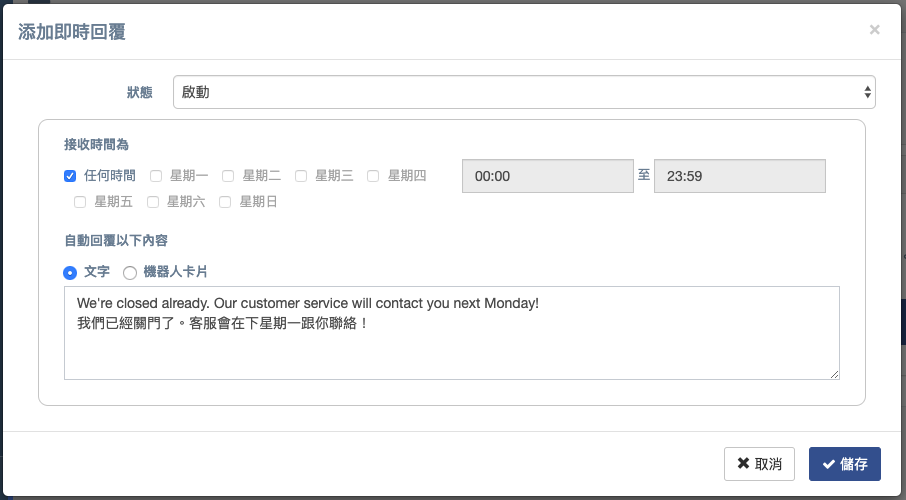 添加即時回覆
×
狀態
啟動
接收時間為
任何時間 星期一 星期二 星期三 星期四
星期五 星期六 星期日
00:00 至 23:59
自動回覆以下內容
文字 機器人卡片
We're closed already. Our customer service will contact you next Monday!
我們已經關門了。客服會在下星期一跟你聯絡！
取消 儲存